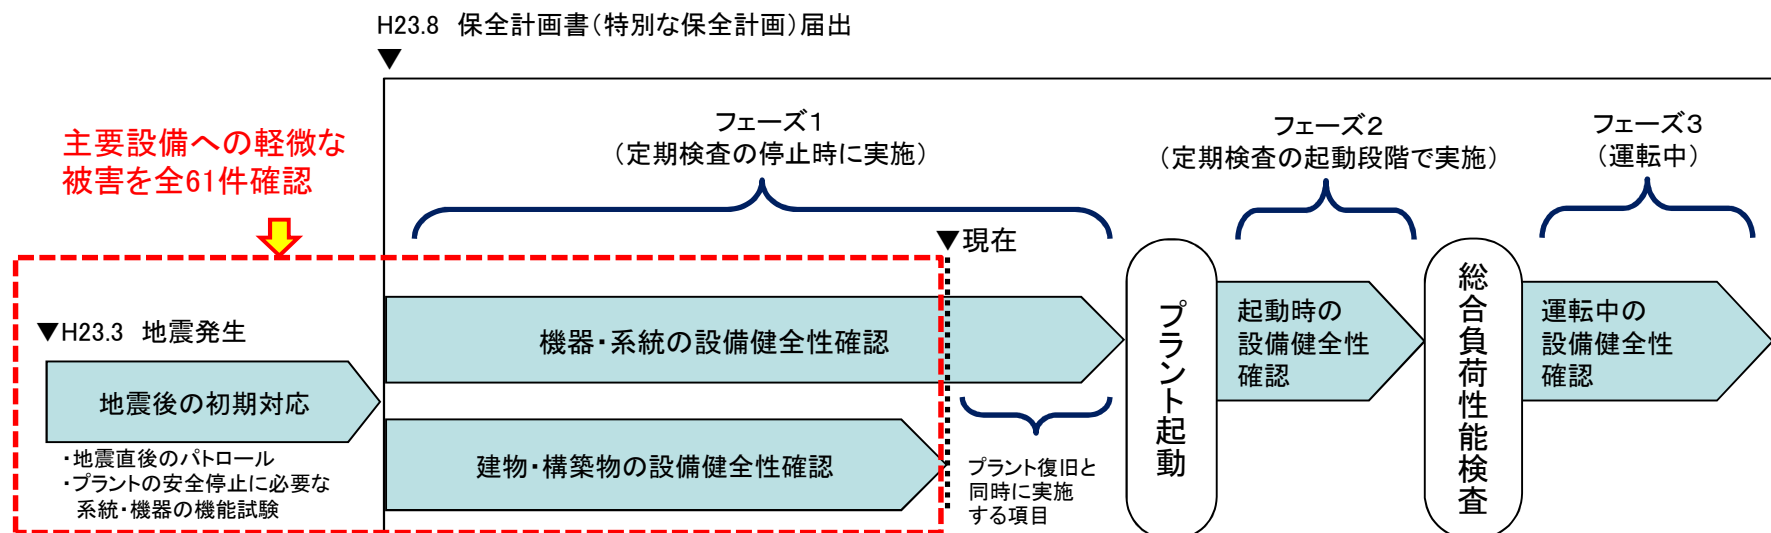 H23.8 保全計画書(特別な保全計画)届出
▼
主要設備への軽微な
被害を全61件確認
フェーズ1
(定期検査の停止時に実施)
フェーズ2
(定期検査の起動段階で実施)
フェーズ3
(運転中)
▼現在
▼H23.3 地震発生
地震後の初期対応
・地震直後のパトロール
・プラントの安全停止に必要な
系統・機器の機能試験
機器・系統の設備健全性確認
建物・構築物の設備健全性確認
プラント復旧と
同時に実施
する項目
プラント起動
起動時の
設備健全性
確認
総合負荷性能検査
運転中の
設備健全性
確認